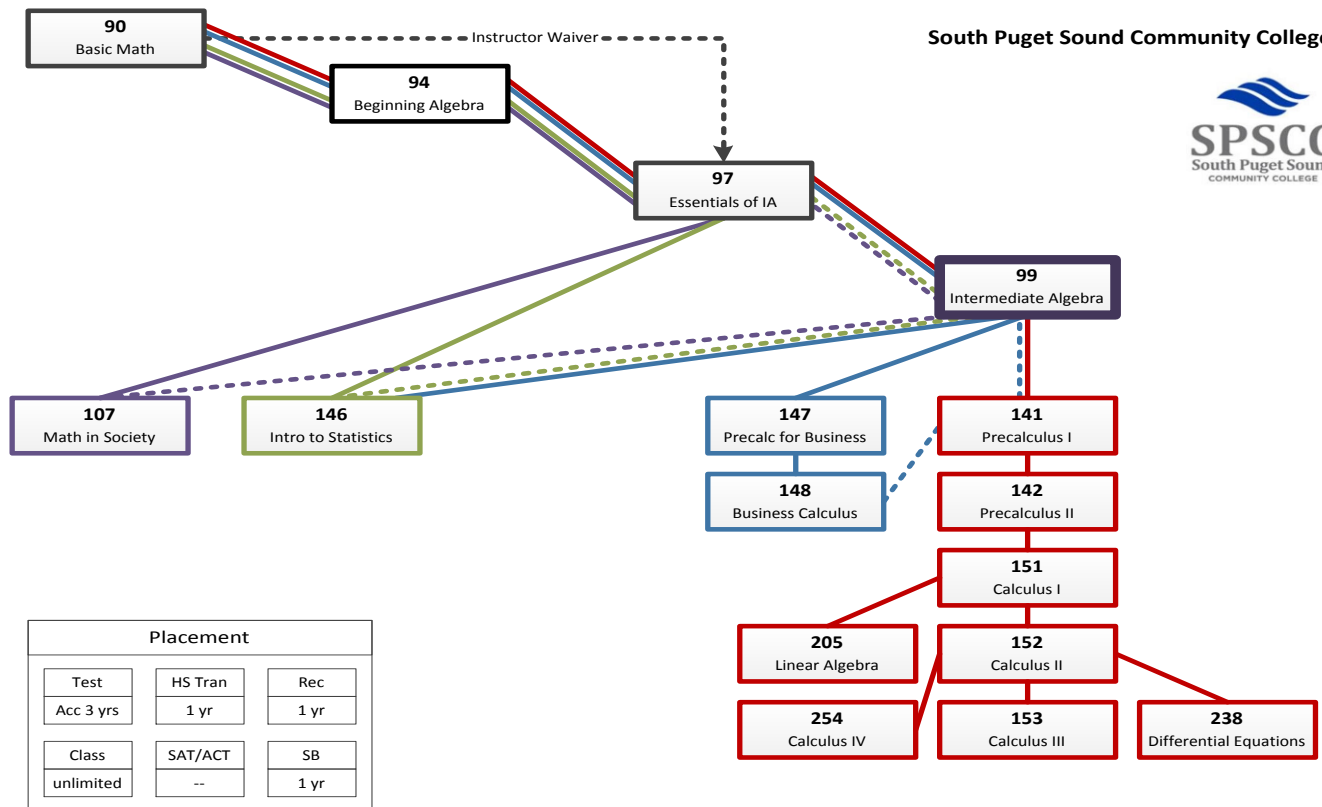 90
Basic Math
Instructor Waiver
South Puget Sound Community College
94
Beginning Algebra
SPSCC
South Puget Soun
COMMUNITY COLLEGE
97
Essentials of IA
99
Intermediate Algebra
107
Math in Society
146
Intro to Statistics
147
Precalc for Business
141
Precalculus I
148
Business Calculus
142
Precalculus II
151
Calculus I
205
Linear Algebra
152
Calculus II
254
Calculus IV
153
Calculus III
238
Differential Equations
Placement
Test HS Tran Rec
Acc 3 yrs 1 yr 1 yr
Class SAT/ACT SB
unlimited -- 1 yr